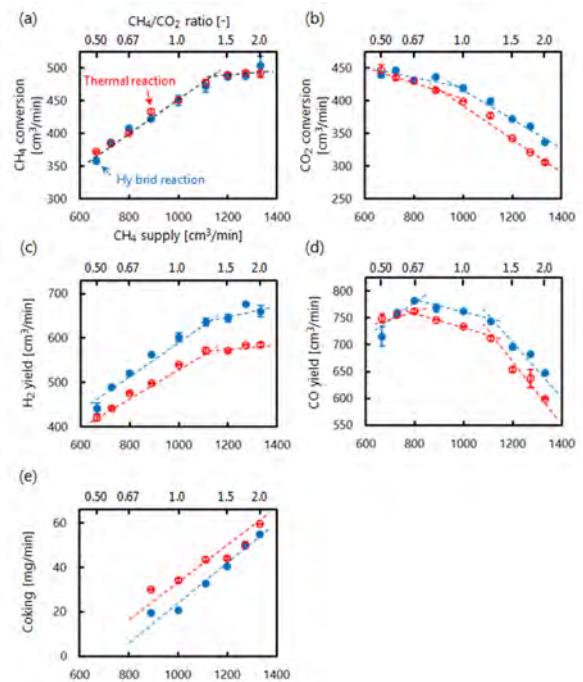 (a)
CH₄/CO₂ ratio [-]
0.50 0.67 1.0 1.5 2.0
CH₄ conversion
[cm³/min]
500
450
400
350
300
Thermal reaction
Hybrid reaction
600 800 1000 1200 1400
CH₄ supply [cm³/min]
(b)
0.50 0.67 1.0 1.5 2.0
CO₂ conversion
[cm³/min]
500
450
400
350
300
250
600 800 1000 1200 1400
(c)
0.50 0.67 1.0 1.5 2.0
H₂ yield [cm³/min]
700
600
500
400
600 800 1000 1200 1400
(d)
0.50 0.67 1.0 1.5 2.0
CO yield [cm³/min]
850
800
750
700
650
600
550
600 800 1000 1200 1400
(e)
0.50 0.67 1.0 1.5 2.0
Coking [mg/min]
60
40
20
0
600 800 1000 1200 1400